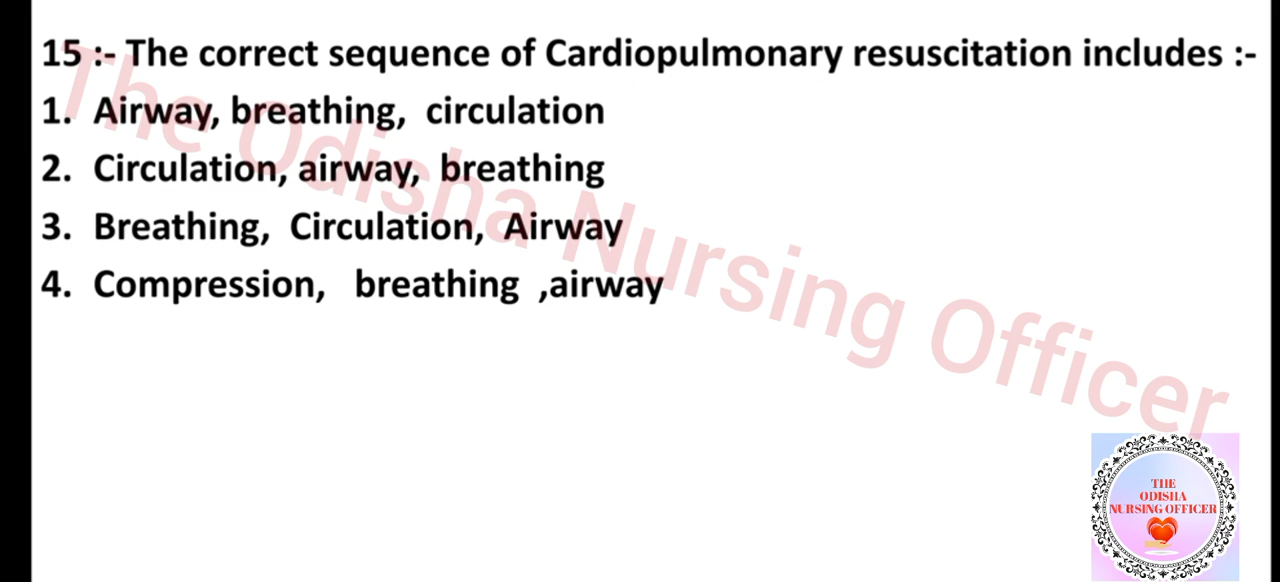 15 :- The correct sequence of Cardiopulmonary resuscitation includes :-
1. Airway, breathing, circulation
2. Circulation, airway, breathing
3. Breathing, Circulation, Airway
4. Compression, breathing ,airway
The Odisha Nursing Officer
THE
ODISHA
NURSING OFFICER